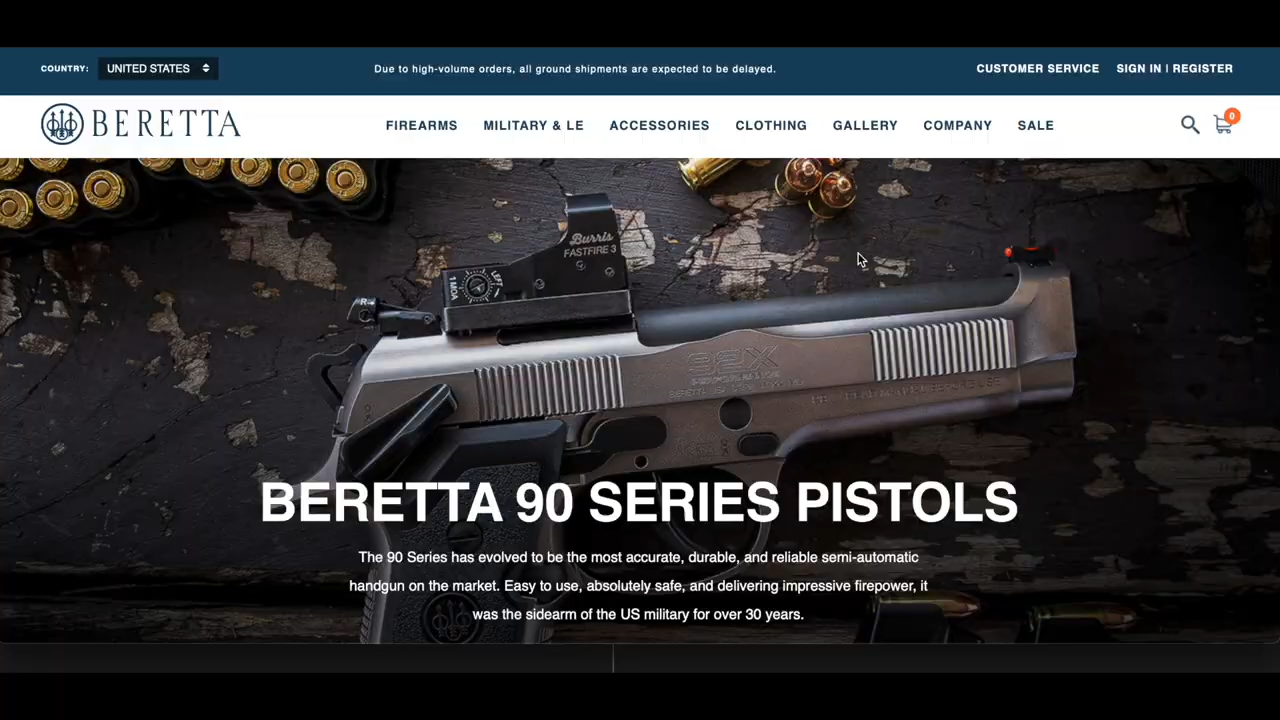 COUNTRY: UNITED STATES
Due to high-volume orders, all ground shipments are expected to be delayed.
CUSTOMER SERVICE SIGN IN | REGISTER
BERETTA
FIREARMS MILITARY & LE ACCESSORIES CLOTHING GALLERY COMPANY SALE
0
Burris
FASTFIRE 3
LEFT
1 MOA
R
92X
BERETTA 90 SERIES PISTOLS
The 90 Series has evolved to be the most accurate, durable, and reliable semi-automatic
handgun on the market. Easy to use, absolutely safe, and delivering impressive firepower, it
was the sidearm of the US military for over 30 years.